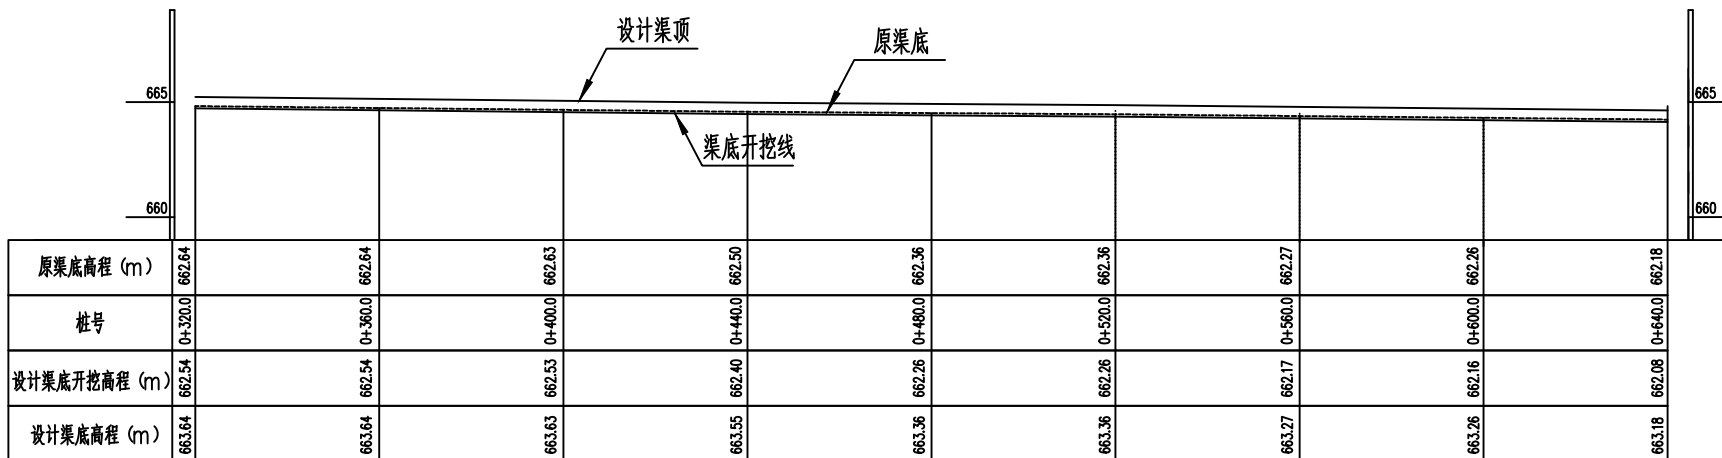 设计渠顶
原渠底
665
665
渠底开挖线
660
660
原渠底高程 (m) 662.64 662.64 662.63 662.50 662.36 662.36 662.27 662.26 662.18
桩号 0+320.0 0+360.0 0+400.0 0+440.0 0+480.0 0+520.0 0+560.0 0+600.0 0+640.0
设计渠底开挖高程 (m) 662.54 662.54 662.53 662.40 662.26 662.26 662.17 662.16 662.08
设计渠底高程 (m) 663.64 663.64 663.63 663.55 663.36 663.36 663.27 663.26 663.18